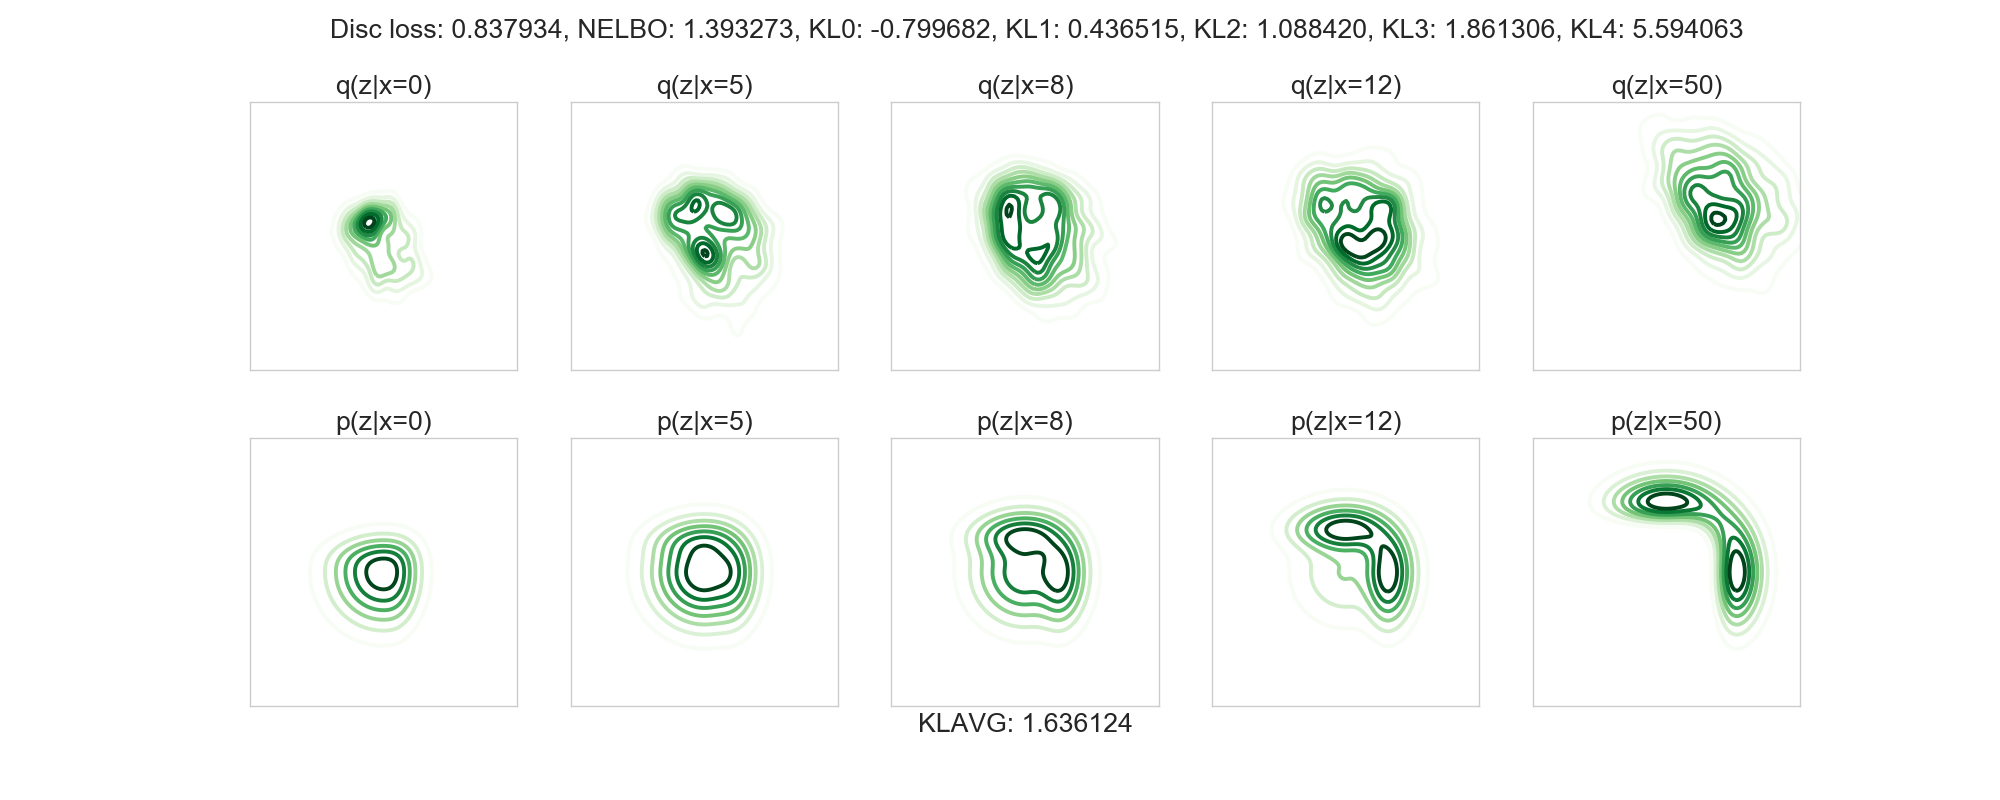 Disc loss: 0.837934, NELBO: 1.393273, KL0: -0.799682, KL1: 0.436515, KL2: 1.088420, KL3: 1.861306, KL4: 5.594063
q(z|x=0) q(z|x=5) q(z|x=8) q(z|x=12) q(z|x=50)
p(z|x=0) p(z|x=5) p(z|x=8) p(z|x=12) p(z|x=50)
KLAVG: 1.636124